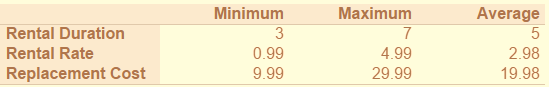 Minimum Maximum Average
Rental Duration 3 7 5
Rental Rate 0.99 4.99 2.98
Replacement Cost 9.99 29.99 19.98